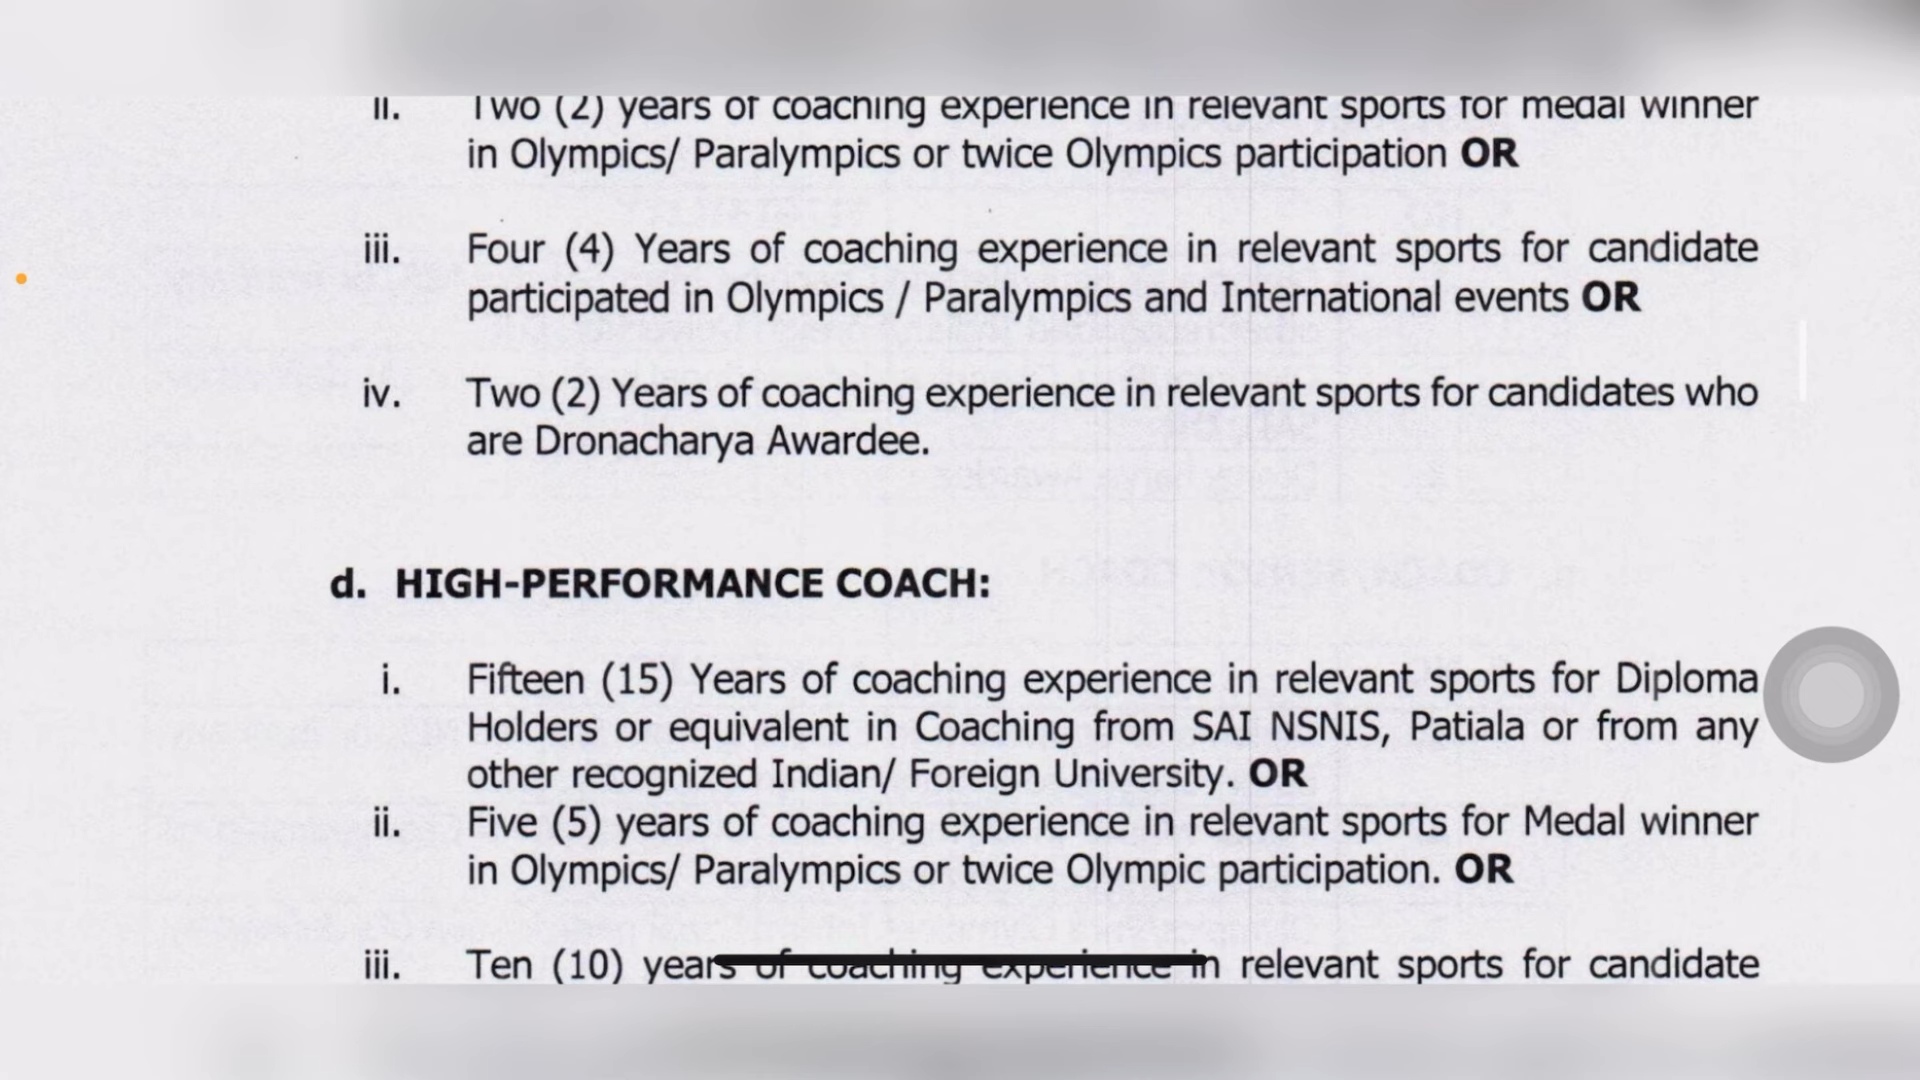 ii. Two (2) years of coaching experience in relevant sports for medal winner
in Olympics/ Paralympics or twice Olympics participation OR
iii. Four (4) Years of coaching experience in relevant sports for candidate
participated in Olympics / Paralympics and International events OR
iv. Two (2) Years of coaching experience in relevant sports for candidates who
are Dronacharya Awardee.
d. HIGH-PERFORMANCE COACH:
i. Fifteen (15) Years of coaching experience in relevant sports for Diploma
Holders or equivalent in Coaching from SAI NSNIS, Patiala or from any
other recognized Indian/ Foreign University. OR
ii. Five (5) years of coaching experience in relevant sports for Medal winner
in Olympics/ Paralympics or twice Olympic participation. OR
iii. Ten (10) years of coaching experience in relevant sports for candidate